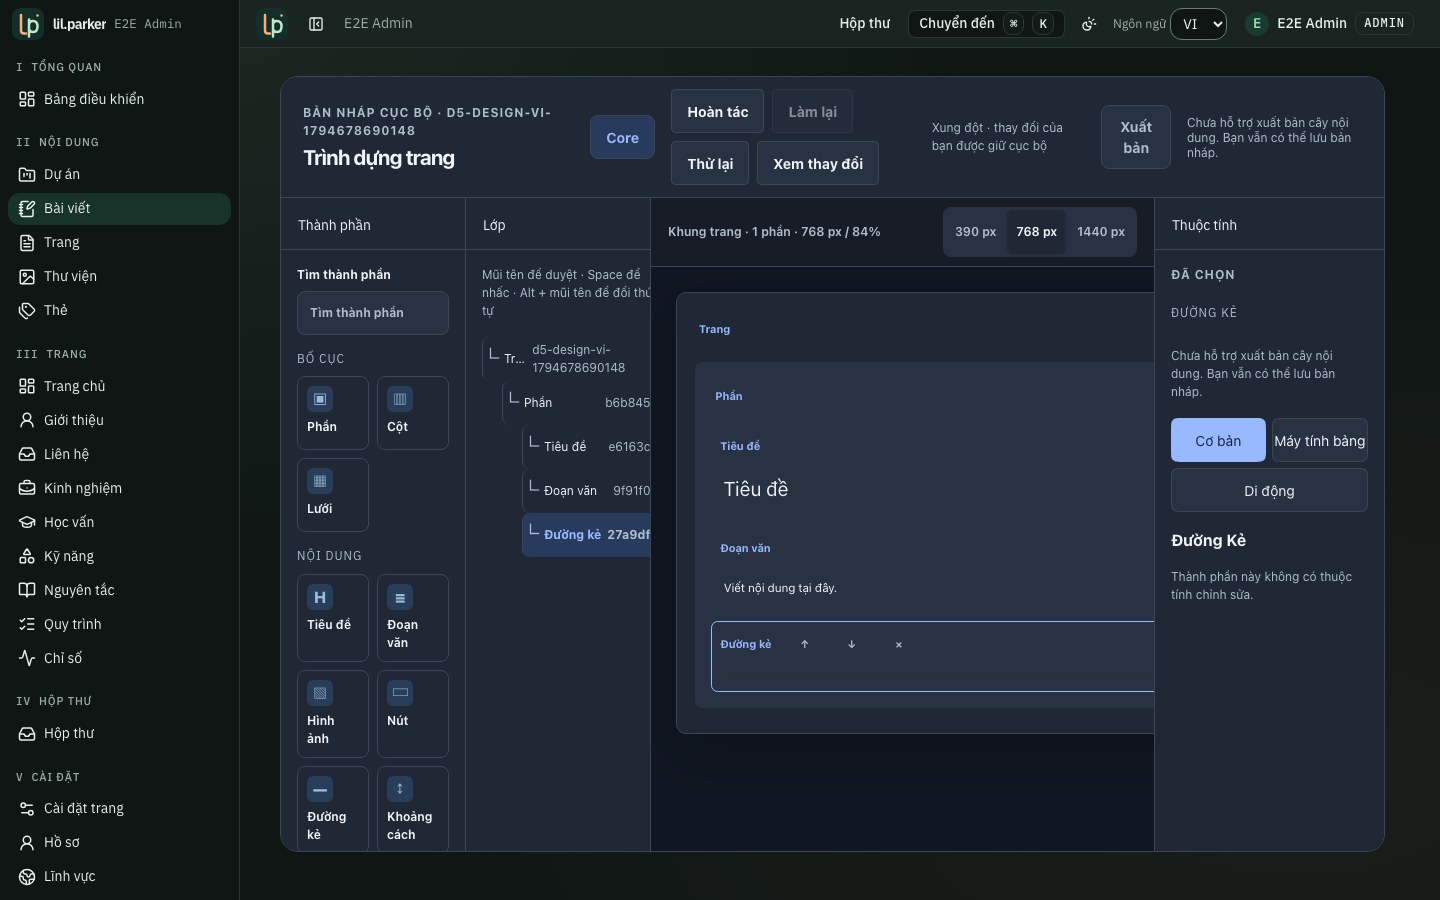 lil.parker E2E Admin
I TỔNG QUAN
Bảng điều khiển
II NỘI DUNG
Dự án
Bài viết
Trang
Thư viện
Thẻ
III TRANG
Trang chủ
Giới thiệu
Liên hệ
Kinh nghiệm
Học vấn
Kỹ năng
Nguyên tắc
Quy trình
Chỉ số
IV HỘP THƯ
Hộp thư
V CÀI ĐẶT
Cài đặt trang
Hồ sơ
Lĩnh vực
E2E Admin
Hộp thư
Chuyển đến ⌘ K
Ngôn ngữ VI
E E2E Admin ADMIN
BẢN NHÁP CỤC BỘ · D5-DESIGN-VI-
1794678690148
Trình dựng trang
Core
Hoàn tác
Làm lại
Thử lại
Xem thay đổi
Xung đột · thay đổi của
bạn được giữ cục bộ
Xuất
bản
Chưa hỗ trợ xuất bản cây nội
dung. Bạn vẫn có thể lưu bản
nháp.
Thành phần
Tìm thành phần
Tìm thành phần
BỐ CỤC
Phần
Cột
Lưới
NỘI DUNG
H
Tiêu đề
Đoạn
văn
Hình
ảnh
Nút
Đường
kẻ
Khoảng
cách
Lớp
Mũi tên để duyệt · Space để
nhấc · Alt + mũi tên để đổi thứ
tự
Tr... d5-design-vi-
1794678690148
Phần b6b845
Tiêu đề e6163c
Đoạn văn 9f91f0
Đường kẻ 27a9df
Khung trang · 1 phần · 768 px / 84%
390 px 768 px 1440 px
Trang
Phần
Tiêu đề
Tiêu đề
Đoạn văn
Viết nội dung tại đây.
Đường kẻ ↑ ↓ ×
Thuộc tính
ĐÃ CHỌN
ĐƯỜNG KẺ
Chưa hỗ trợ xuất bản cây nội
dung. Bạn vẫn có thể lưu bản
nháp.
Cơ bản
Máy tính bảng
Di động
Đường Kẻ
Thành phần này không có thuộc
tính chỉnh sửa.